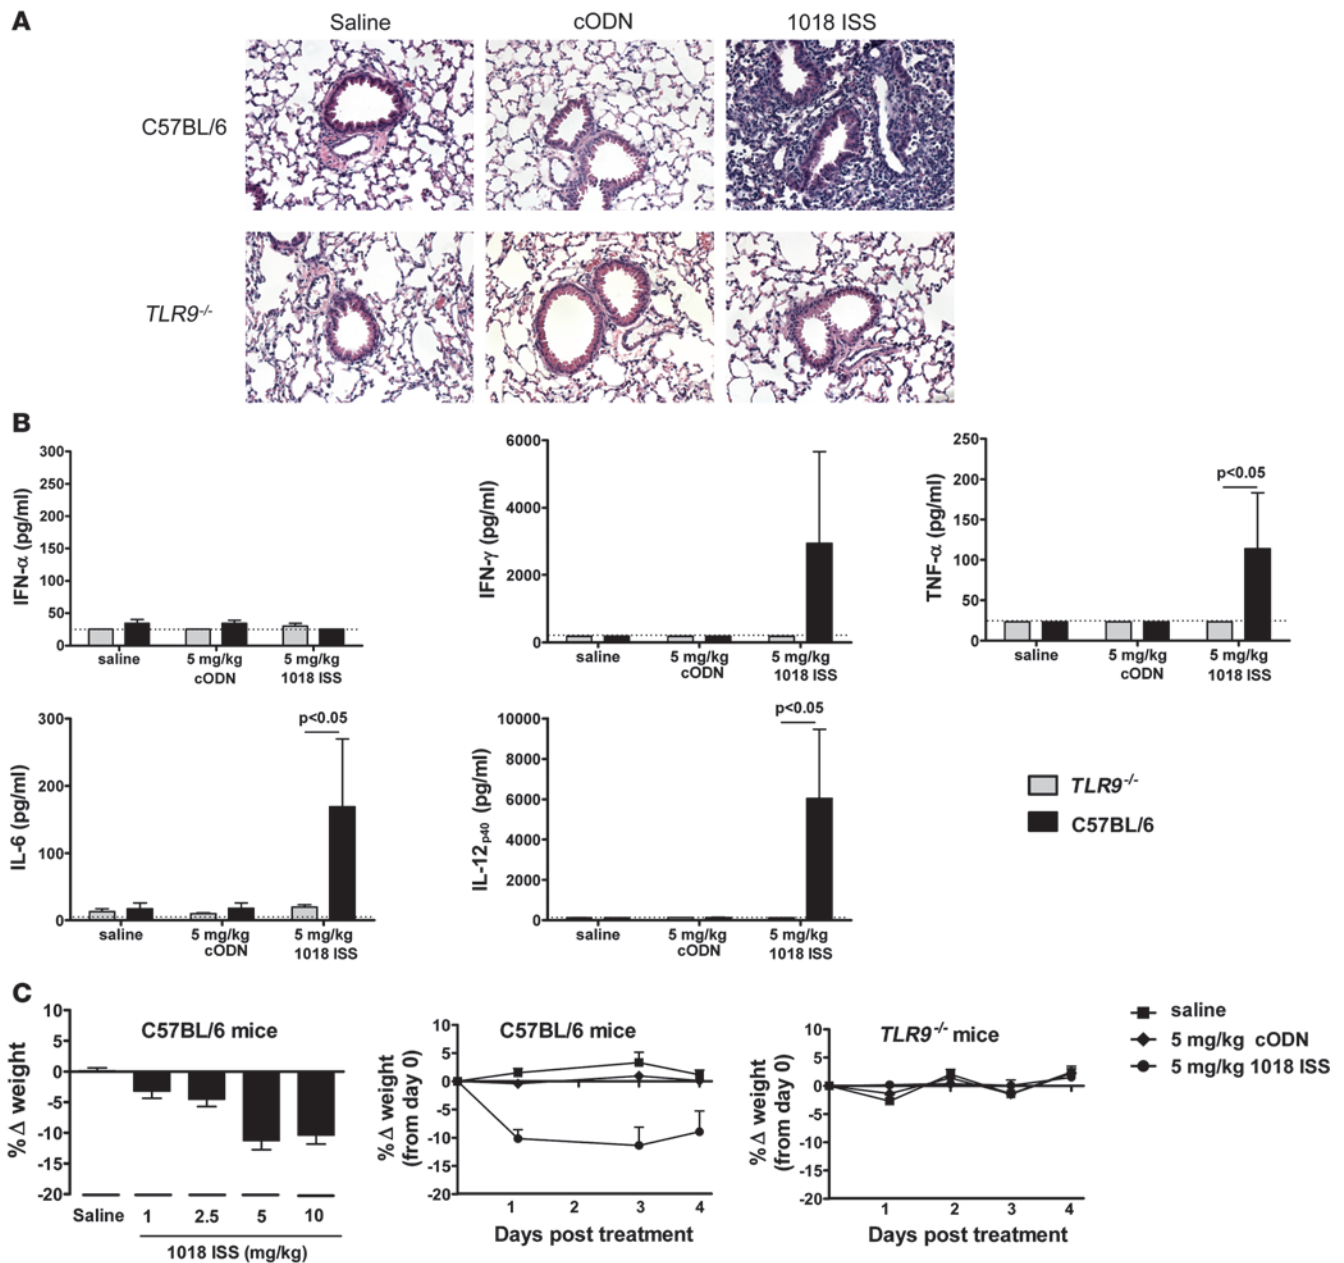 A
Saline
cODN
1018 ISS
C57BL/6
TLR9-/-
B
IFN-α (pg/ml)
300
250
200
150
100
50
0
saline
5 mg/kg
cODN
5 mg/kg
1018 ISS
IFN-γ (pg/ml)
6000
4000
2000
0
saline
5 mg/kg
cODN
5 mg/kg
1018 ISS
TNF-α (pg/ml)
250
200
150
100
50
0
p<0.05
saline
5 mg/kg
cODN
5 mg/kg
1018 ISS
IL-6 (pg/ml)
300
200
100
0
p<0.05
saline
5 mg/kg
cODN
5 mg/kg
1018 ISS
IL-12p40 (pg/ml)
10000
8000
6000
4000
2000
0
p<0.05
saline
5 mg/kg
cODN
5 mg/kg
1018 ISS
TLR9-/-
C57BL/6
C
% Δ weight
10
5
0
-5
-10
-15
-20
C57BL/6 mice
Saline
1
2.5
5
10
1018 ISS (mg/kg)
% Δ weight
(from day 0)
10
5
0
-5
-10
-15
-20
C57BL/6 mice
1
2
3
4
Days post treatment
% Δ weight
(from day 0)
10
5
0
-5
-10
-15
-20
TLR9-/- mice
1
2
3
4
Days post treatment
saline
5 mg/kg cODN
5 mg/kg 1018 ISS